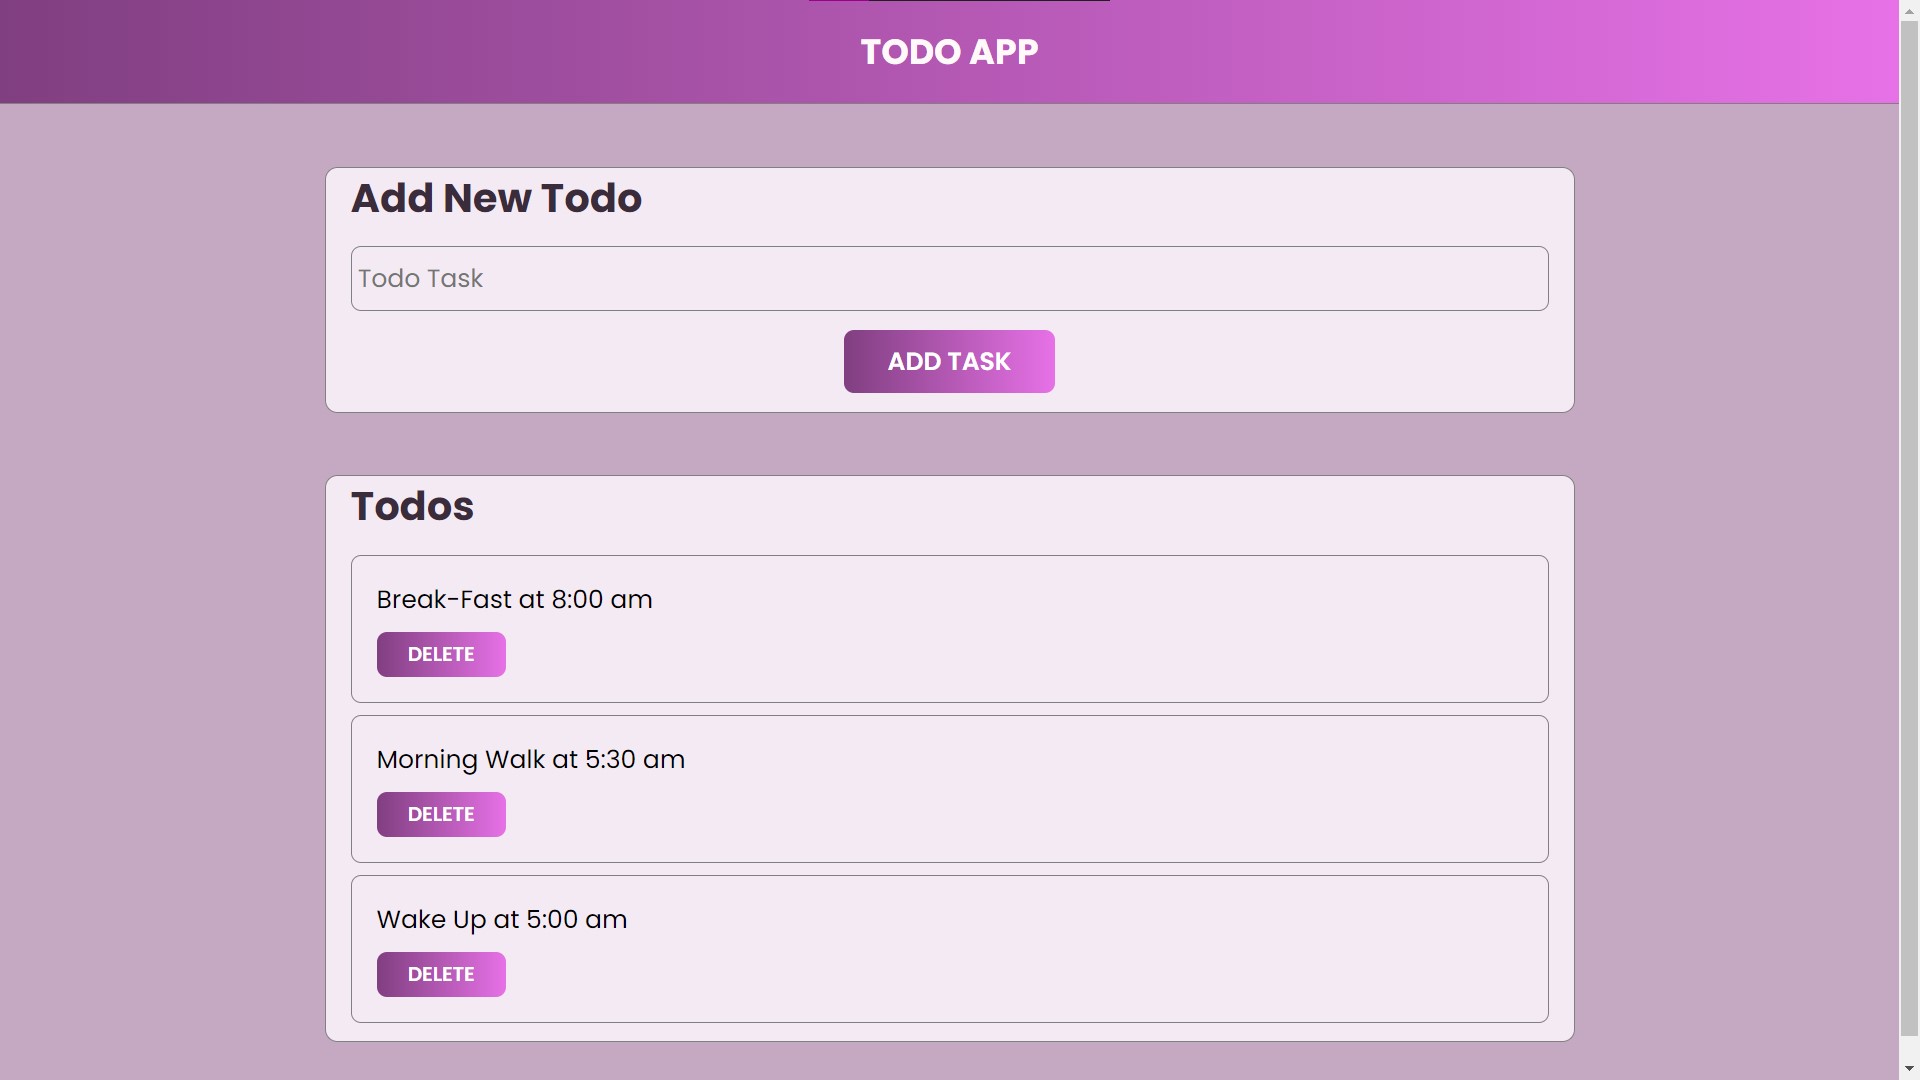 TODO APP
Add New Todo
Todo Task
ADD TASK
Todos
Break-Fast at 8:00 am
DELETE
Morning Walk at 5:30 am
DELETE
Wake Up at 5:00 am
DELETE